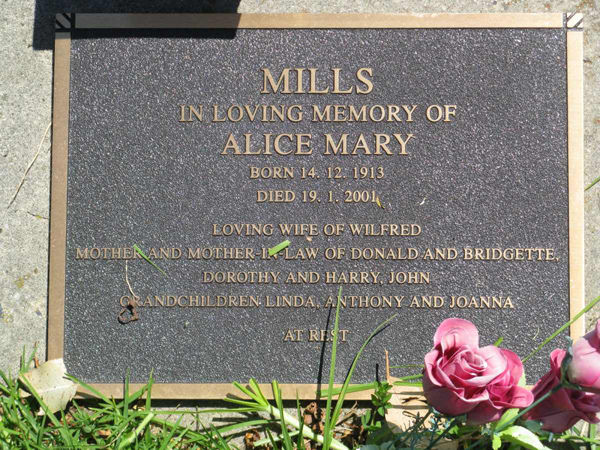 MILLS
IN LOVING MEMORY OF
ALICE MARY
BORN 14. 12. 1913
DIED 19. 1. 2001
LOVING WIFE OF WILFRED
MOTHER AND MOTHER-IN-LAW OF DONALD AND BRIDGETTE,
DOROTHY AND HARRY, JOHN
GRANDCHILDREN LINDA, ANTHONY AND JOANNA
AT REST